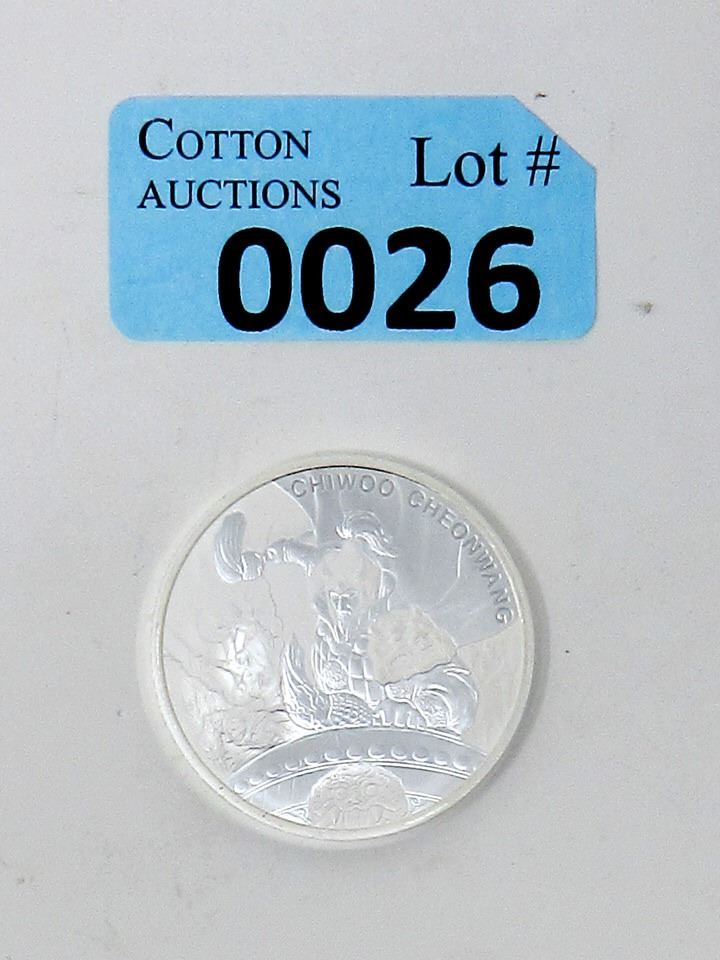 COTTON
AUCTIONS
Lot #
0026
CHIWOO CHEONWANG